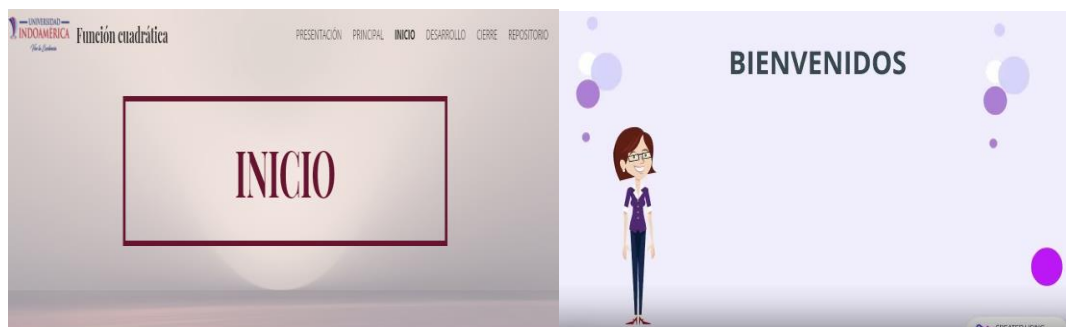 UNIVERSIDAD
INDOAMÉRICA
Función cuadrática
PRESENTACIÓN PRINCIPAL INICIO DESARROLLO CIERRE REPOSITORIO
INICIO
BIENVENIDOS